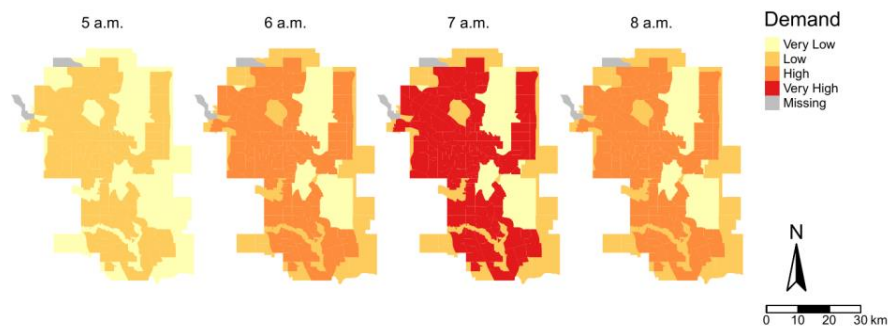 5 a.m.
6 a.m.
7 a.m.
8 a.m.
Demand
Very Low
Low
High
Very High
Missing
N
0 10 20 30 km